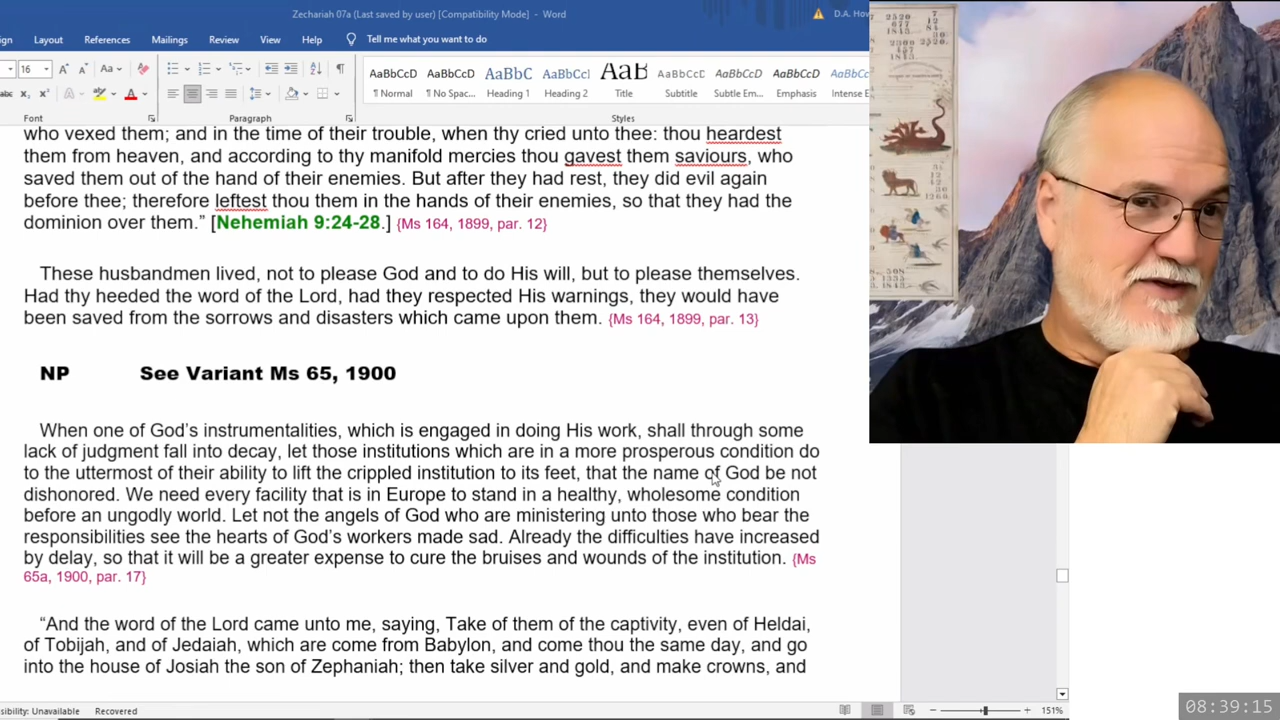 Zechariah 07a (Last saved by user) [Compatibility Mode] - Word
D.A. Hov
ign Layout References Mailings Review View Help Tell me what you want to do
16 Aa
AaBbCcD AaBbCcD AaBbC AaBbCcI AaB AaBbCcD AaBbCcD AaBbCcD AaBbCc
¶ Normal ¶ No Spac... Heading 1 Heading 2 Title Subtitle Subtle Em... Emphasis Intense E
Font Paragraph Styles
who vexed them; and in the time of their trouble, when thy cried unto thee: thou heardest
them from heaven, and according to thy manifold mercies thou gavest them saviours, who
saved them out of the hand of their enemies. But after they had rest, they did evil again
before thee; therefore leftest thou them in the hands of their enemies, so that they had the
dominion over them.” [Nehemiah 9:24-28.] {Ms 164, 1899, par. 12}
These husbandmen lived, not to please God and to do His will, but to please themselves.
Had thy heeded the word of the Lord, had they respected His warnings, they would have
been saved from the sorrows and disasters which came upon them. {Ms 164, 1899, par. 13}
NP See Variant Ms 65, 1900
When one of God’s instrumentalities, which is engaged in doing His work, shall through some
lack of judgment fall into decay, let those institutions which are in a more prosperous condition do
to the uttermost of their ability to lift the crippled institution to its feet, that the name of God be not
dishonored. We need every facility that is in Europe to stand in a healthy, wholesome condition
before an ungodly world. Let not the angels of God who are ministering unto those who bear the
responsibilities see the hearts of God’s workers made sad. Already the difficulties have increased
by delay, so that it will be a greater expense to cure the bruises and wounds of the institution. {Ms
65a, 1900, par. 17}
“And the word of the Lord came unto me, saying, Take of them of the captivity, even of Heldai,
of Tobijah, and of Jedaiah, which are come from Babylon, and come thou the same day, and go
into the house of Josiah the son of Zephaniah; then take silver and gold, and make crowns, and
sibility: Unavailable Recovered
151%
2520
677
1843
2300
457
1843
2520
508
1335
1843
08:39:15